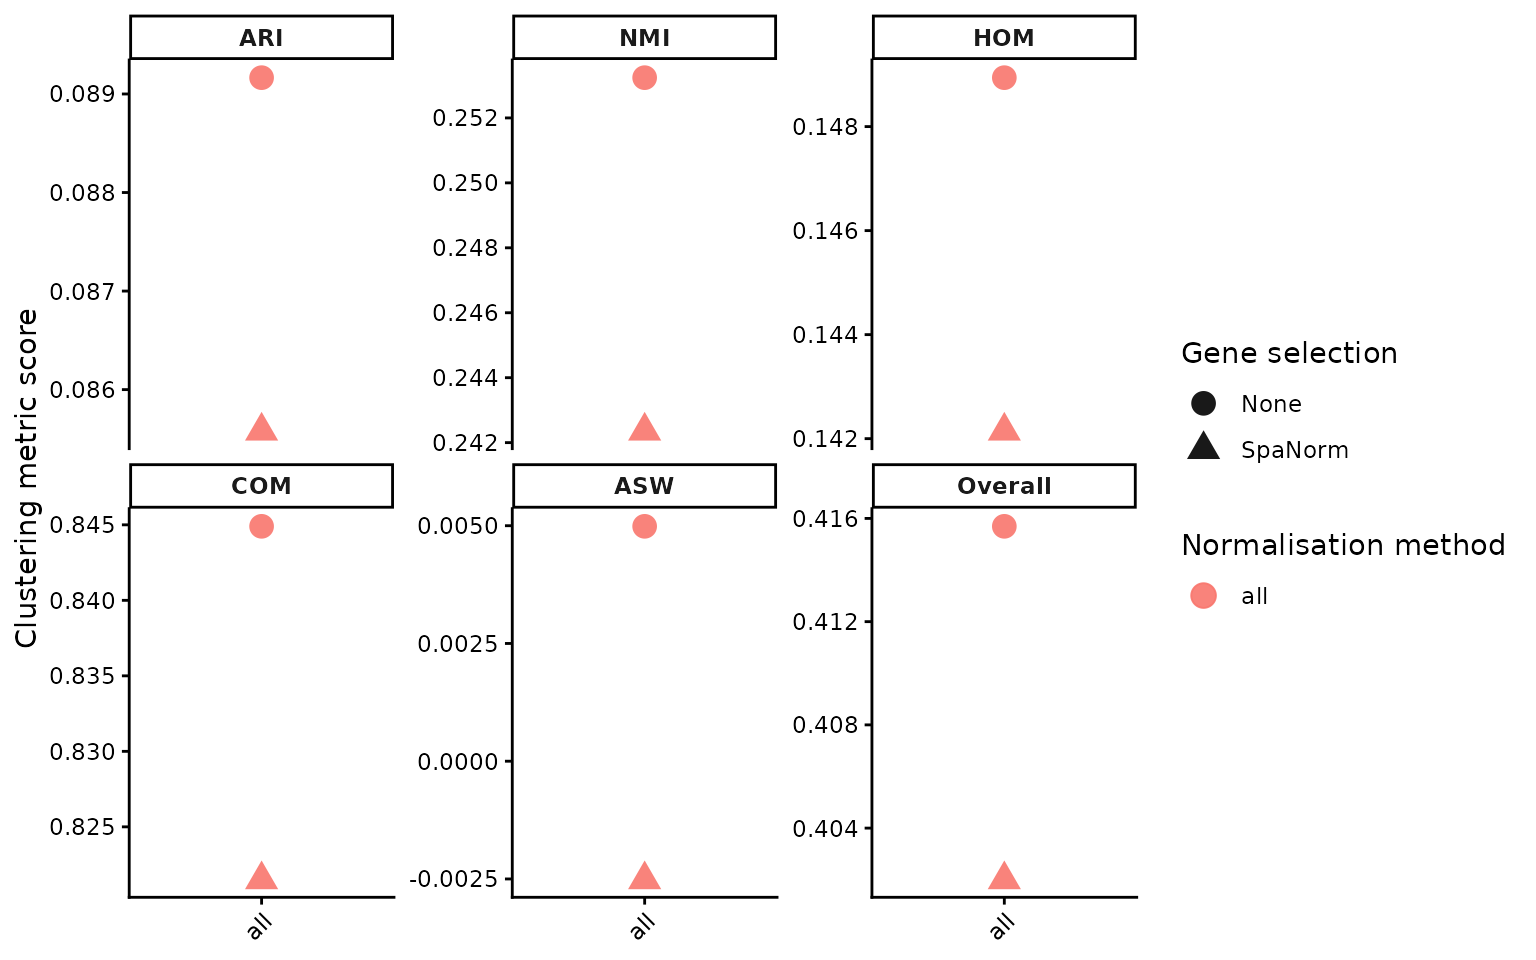 ARI
NMI
HOM
0.089
0.088
0.087
0.086
0.252
0.250
0.248
0.246
0.244
0.242
0.148
0.146
0.144
0.142
Clustering metric score
COM
ASW
Overall
0.845
0.840
0.835
0.830
0.825
0.0050
0.0025
0.0000
-0.0025
0.416
0.412
0.408
0.404
all
all
all
Gene selection
None
SpaNorm
Normalisation method
all